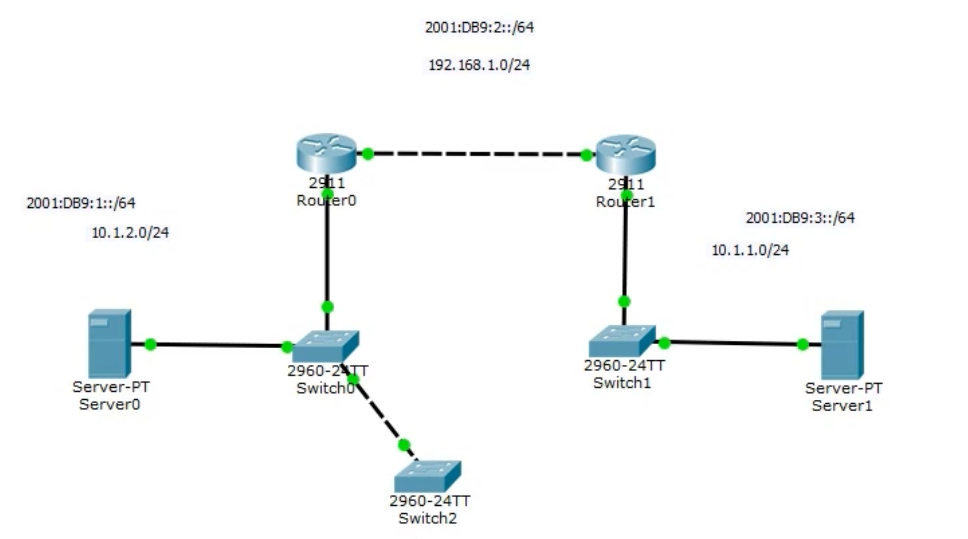 2001:DB9:2::/64
192.168.1.0/24
2911
Router0
2911
Router1
2001:DB9:1::/64
10.1.2.0/24
2001:DB9:3::/64
10.1.1.0/24
Server-PT
Server0
2960-24TT
Switch0
2960-24TT
Switch1
Server-PT
Server1
2960-24TT
Switch2